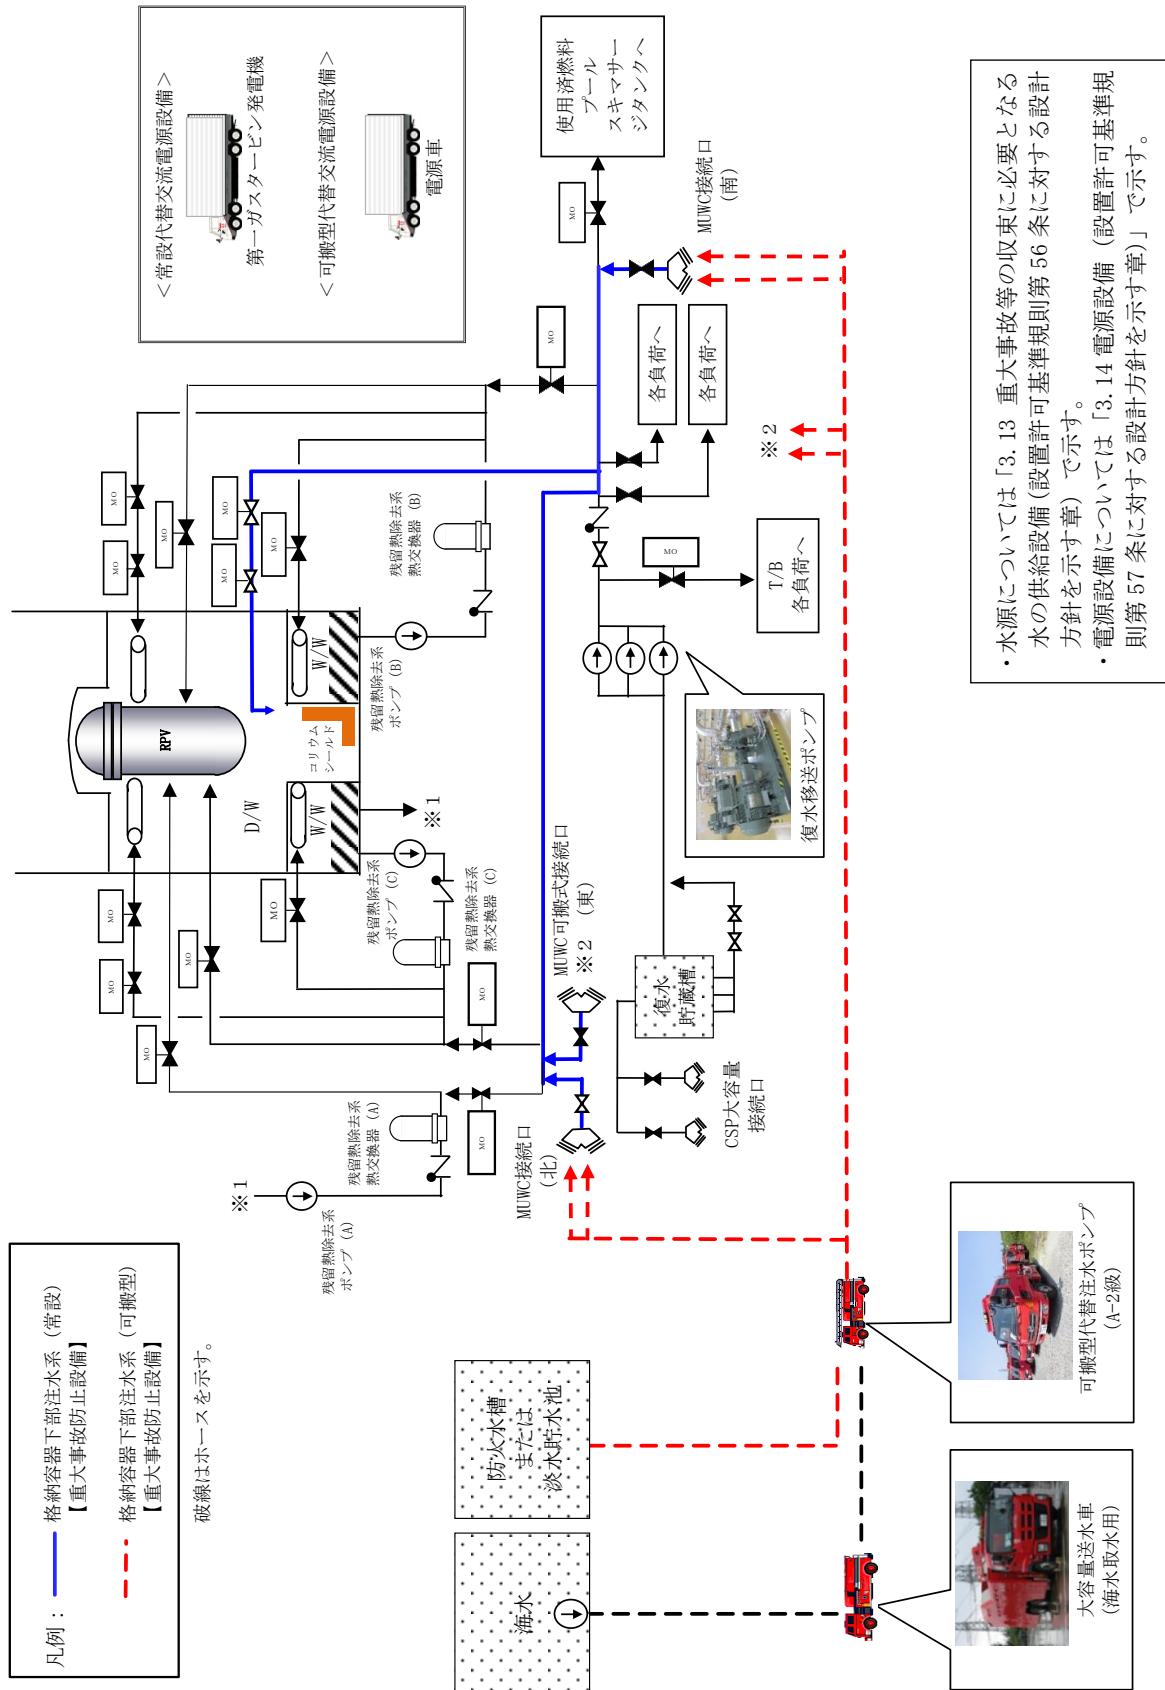 凡例：
格納容器下部注水系（常設）
【重大事故防止設備】
格納容器下部注水系（可搬型）
【重大事故防止設備】
破線はホースを示す。
＜常設代替交流電源設備＞
第一ガスタービン発電機
＜可搬型代替交流電源設備＞
電源車
使用済燃料
プール
スキマサー
ジタンクへ
MO
MUWC接続口
(南)
MO
各負荷へ
各負荷へ
※2
MO
MO
MO
MO
MO
MO
残留熱除去系
熱交換器 (B)
残留熱除去系
ポンプ (B)
W/W
RPV
コリウム
シールド
D/W
W/W
※1
残留熱除去系
ポンプ (C)
残留熱除去系
熱交換器 (C)
MO
MO
MO
MO
MO
MO
MO
残留熱除去系
熱交換器 (A)
※1
残留熱除去系
ポンプ (A)
MO
T/B
各負荷へ
復水移送ポンプ
MUWC可搬式接続口
※2　(東)
MUWC接続口
(北)
復水
貯蔵槽
CSP大容量
接続口
防火水槽
または
淡水貯水池
海水
可搬型代替注水ポンプ
(A-2級)
大容量送水車
(海水取水用)
・水源については「3.13 重大事故等の収束に必要となる
水の供給設備(設置許可基準規則第 56 条に対する設計
方針を示す章）で示す。
・電源設備については「3.14 電源設備（設置許可基準規
則第 57 条に対する設計方針を示す章)」で示す。